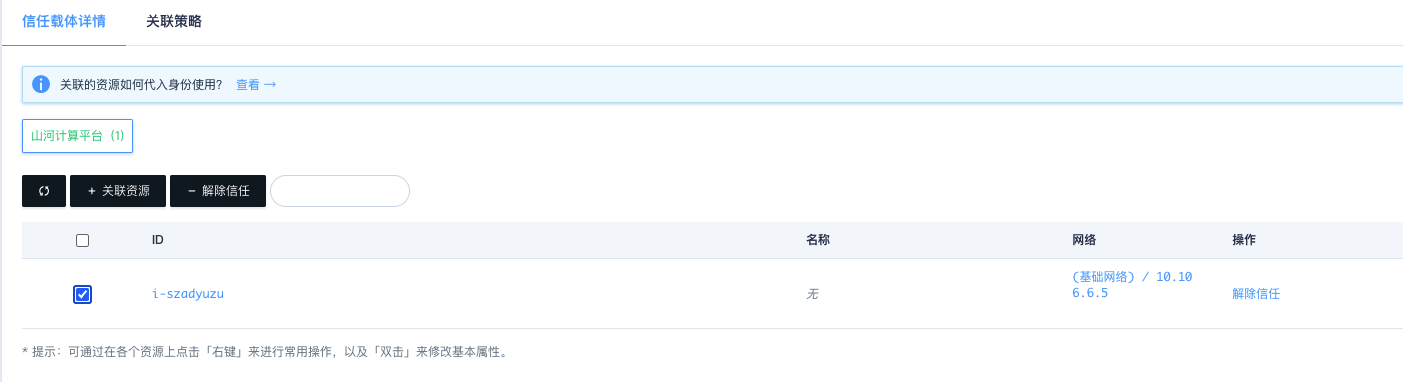 信任载体详情 关联策略
关联的资源如何代入身份使用? 查看 →
山河计算平台 (1)
+ 关联资源 − 解除信任
ID 名称 网络 操作
i-szadyuzu 无 (基础网络) / 10.10
6.6.5 解除信任
* 提示：可通过在各个资源上点击「右键」来进行常用操作，以及「双击」来修改基本属性。